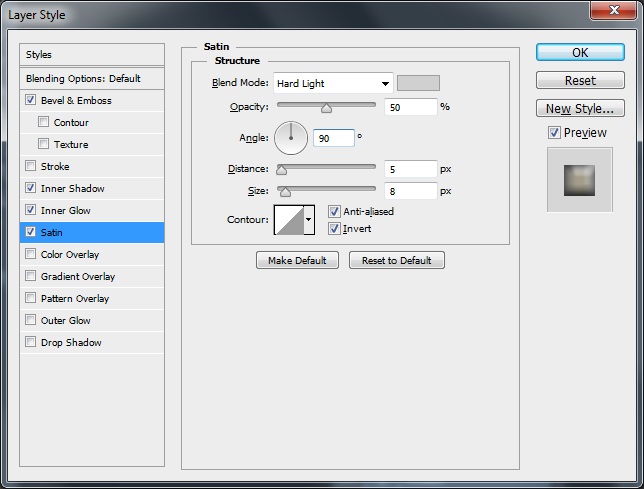 Layer Style
Styles
Blending Options: Default
Bevel & Emboss
Contour
Texture
Stroke
Inner Shadow
Inner Glow
Satin
Color Overlay
Gradient Overlay
Pattern Overlay
Outer Glow
Drop Shadow
Satin
Structure
Blend Mode: Hard Light
Opacity: 50 %
Angle: 90 °
Distance: 5 px
Size: 8 px
Contour: Anti-aliased
Invert
Make Default Reset to Default
OK
Reset
New Style...
Preview